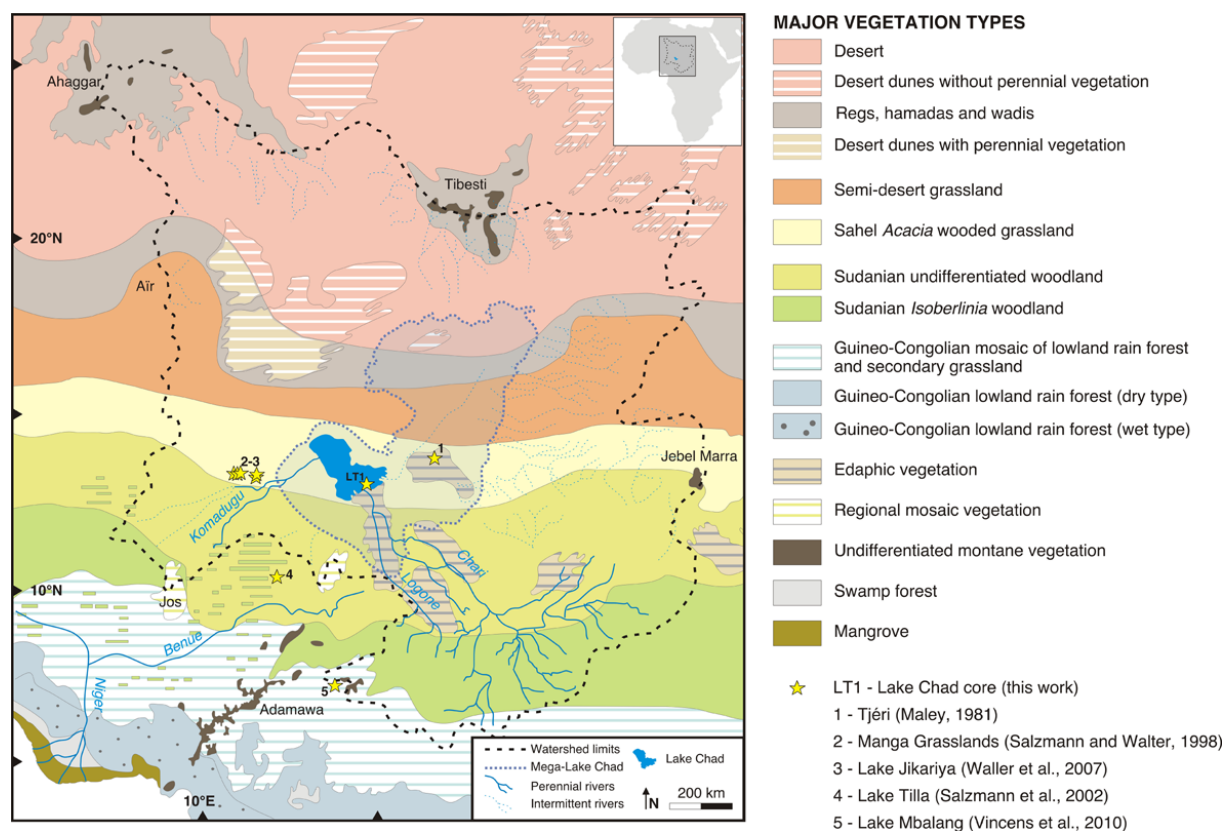 Ahaggar
Tibesti
20°N
Aïr
1
2-3
Jebel Marra
LT1
Komadugu
Chari
4
Logone
10°N
Jos
Benue
5
Niger
Adamawa
10°E
Watershed limits
Mega-Lake Chad
Lake Chad
Perennial rivers
Intermittent rivers
N
200 km
MAJOR VEGETATION TYPES
Desert
Desert dunes without perennial vegetation
Regs, hamadas and wadis
Desert dunes with perennial vegetation
Semi-desert grassland
Sahel Acacia wooded grassland
Sudanian undifferentiated woodland
Sudanian Isoberlinia woodland
Guineo-Congolian mosaic of lowland rain forest
and secondary grassland
Guineo-Congolian lowland rain forest (dry type)
Guineo-Congolian lowland rain forest (wet type)
Edaphic vegetation
Regional mosaic vegetation
Undifferentiated montane vegetation
Swamp forest
Mangrove
LT1 - Lake Chad core (this work)
1 - Tjéri (Maley, 1981)
2 - Manga Grasslands (Salzmann and Walter, 1998)
3 - Lake Jikariya (Waller et al., 2007)
4 - Lake Tilla (Salzmann et al., 2002)
5 - Lake Mbalang (Vincens et al., 2010)